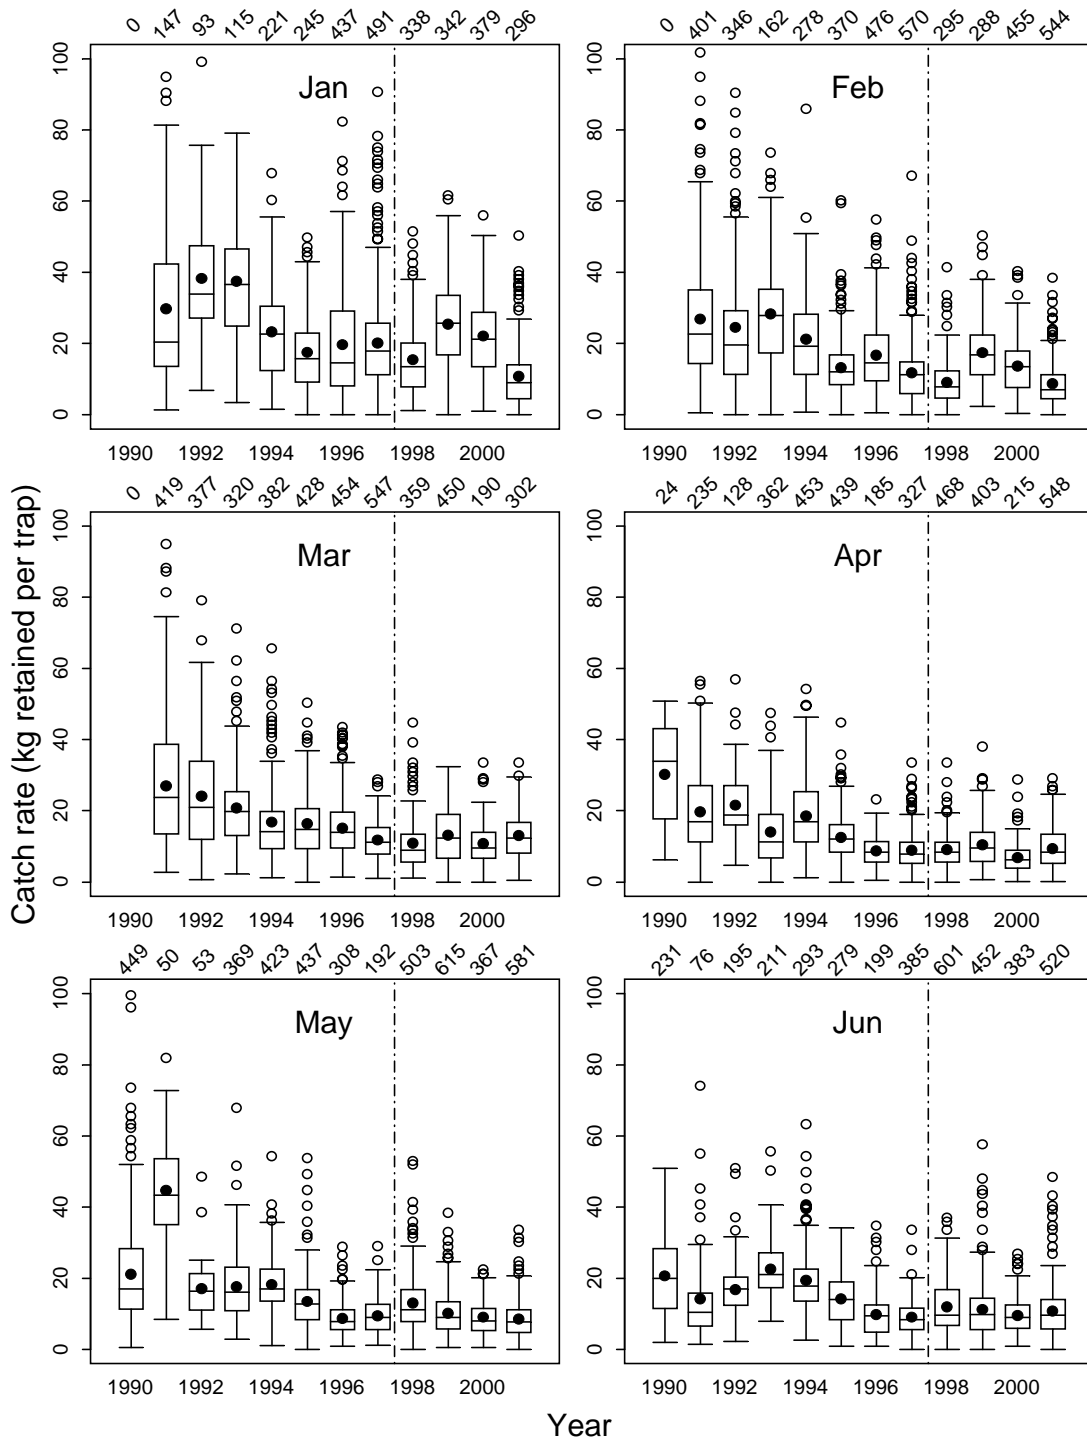 0 147 93 115 221 245 437 491 338 342 379 296
Jan
0 20 40 60 80 100
1990 1992 1994 1996 1998 2000
0 401 346 162 278 370 476 570 295 288 455 544
Feb
0 20 40 60 80 100
1990 1992 1994 1996 1998 2000
0 419 377 320 382 428 454 547 359 450 190 302
Mar
0 20 40 60 80 100
1990 1992 1994 1996 1998 2000
24 235 128 362 453 439 185 327 468 403 215 548
Apr
0 20 40 60 80 100
1990 1992 1994 1996 1998 2000
449 50 53 369 423 437 308 192 503 615 367 581
May
0 20 40 60 80 100
1990 1992 1994 1996 1998 2000
231 76 195 211 293 279 199 385 601 452 383 520
Jun
0 20 40 60 80 100
1990 1992 1994 1996 1998 2000
Catch rate (kg retained per trap)
Year